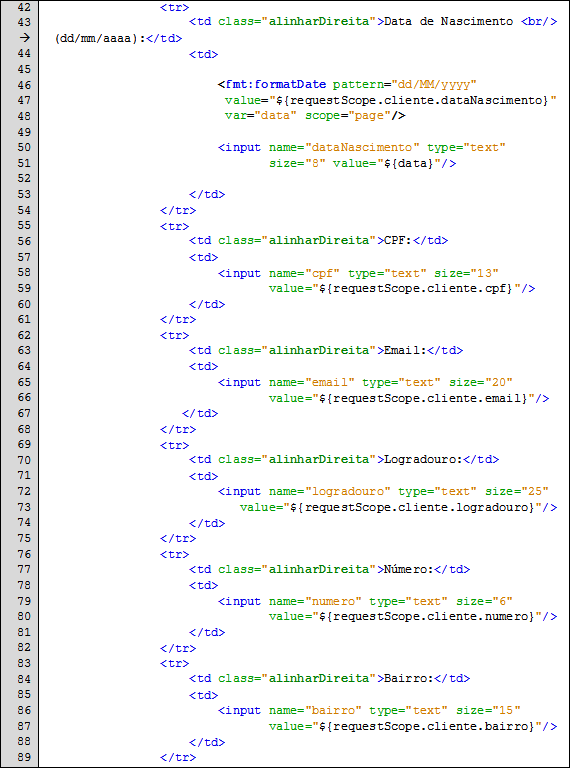 42                 <tr>
43                     <td class="alinharDireita">Data de Nascimento <br/>
→  (dd/mm/aaaa):</td>
44                     <td>
45
46                         <fmt:formatDate pattern="dd/MM/yyyy"
47                          value="${requestScope.cliente.dataNascimento}"
48                          var="data" scope="page"/>
49
50                         <input name="dataNascimento" type="text"
51                                size="8" value="${data}"/>
52
53                     </td>
54                 </tr>
55                 <tr>
56                     <td class="alinharDireita">CPF:</td>
57                     <td>
58                         <input name="cpf" type="text" size="13"
59                                value="${requestScope.cliente.cpf}"/>
60                     </td>
61                 </tr>
62                 <tr>
63                     <td class="alinharDireita">Email:</td>
64                     <td>
65                         <input name="email" type="text" size="20"
66                                value="${requestScope.cliente.email}"/>
67                    </td>
68                 </tr>
69                 <tr>
70                     <td class="alinharDireita">Logradouro:</td>
71                     <td>
72                         <input name="logradouro" type="text" size="25"
73                            value="${requestScope.cliente.logradouro}"/>
74                     </td>
75                 </tr>
76                 <tr>
77                     <td class="alinharDireita">Número:</td>
78                     <td>
79                         <input name="numero" type="text" size="6"
80                                value="${requestScope.cliente.numero}"/>
81                     </td>
82                 </tr>
83                 <tr>
84                     <td class="alinharDireita">Bairro:</td>
85                     <td>
86                         <input name="bairro" type="text" size="15"
87                                value="${requestScope.cliente.bairro}"/>
88                     </td>
89                 </tr>